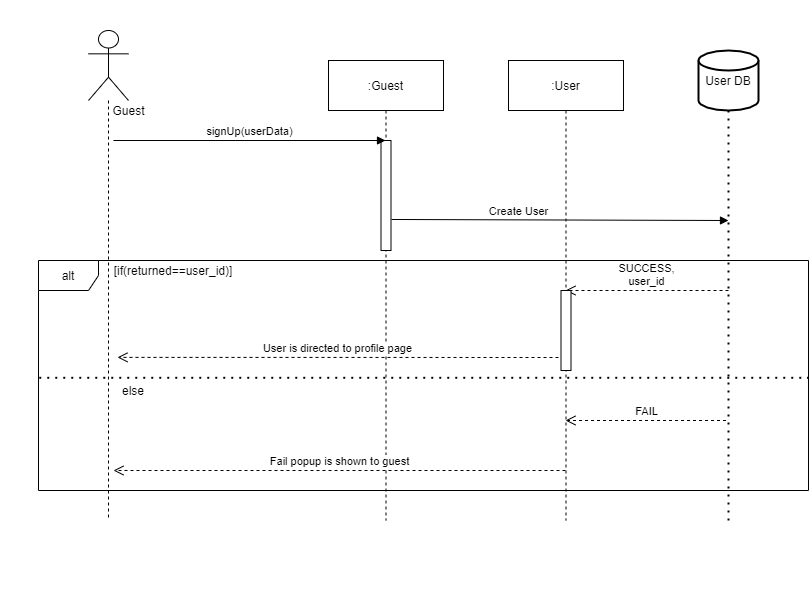 Guest
:Guest
:User
User DB
signUp(userData)
Create User
alt
[if(returned==user_id)]
SUCCESS,
user_id
User is directed to profile page
else
FAIL
Fail popup is shown to guest